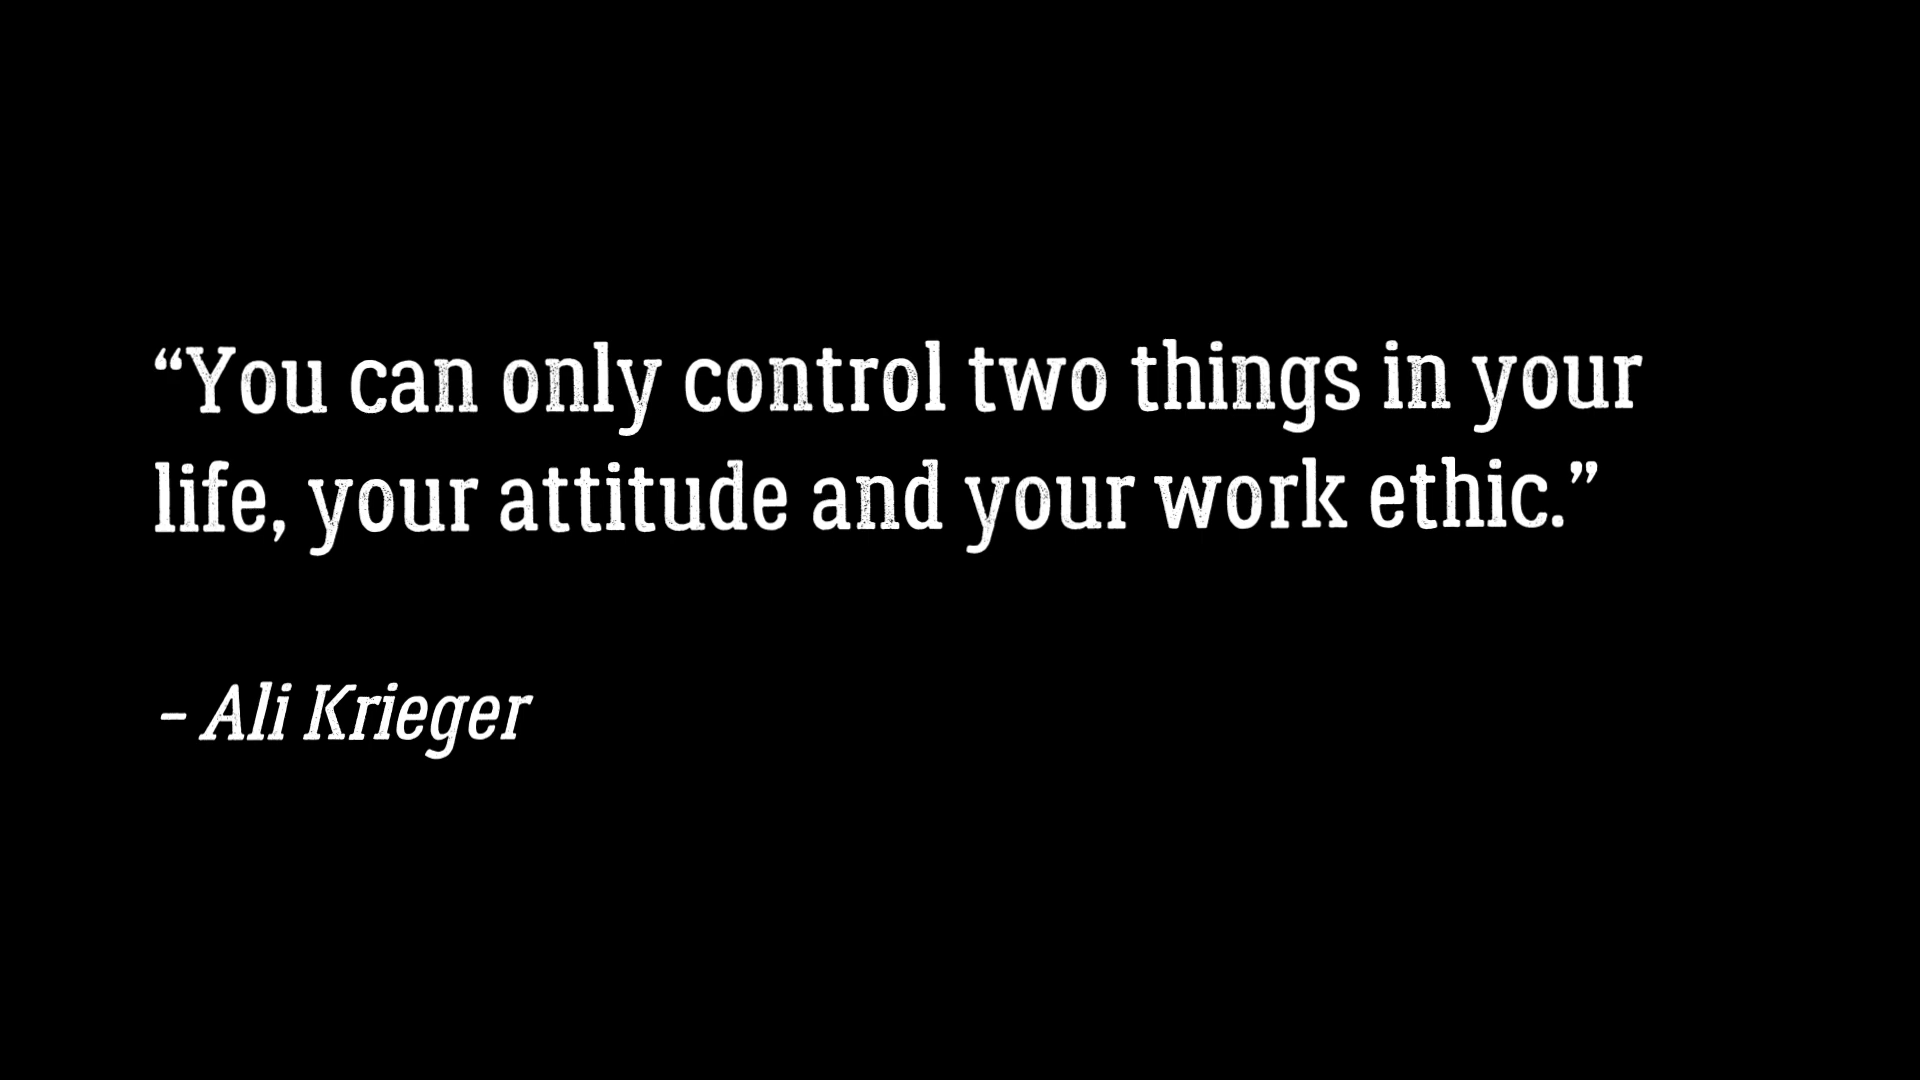 “You can only control two things in your
life, your attitude and your work ethic.”
– Ali Krieger